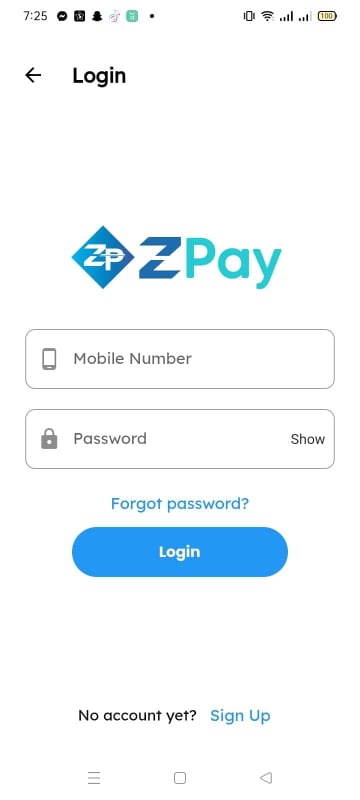 7:25
100
Login
ZP ZPay
Mobile Number
Password Show
Forgot password?
Login
No account yet? Sign Up